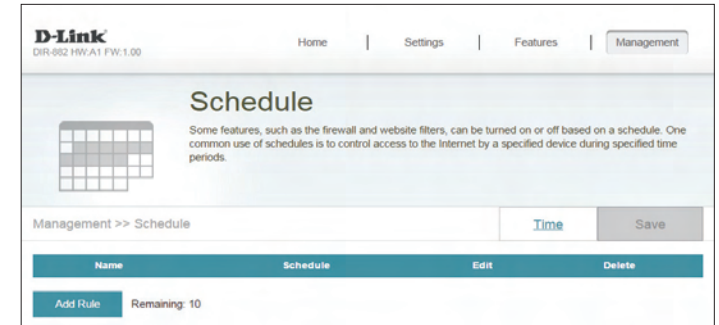 D-Link
DIR-882 HW:A1 FW:1.00
Home | Settings | Features | Management
Schedule
Some features, such as the firewall and website filters, can be turned on or off based on a schedule. One
common use of schedules is to control access to the Internet by a specified device during specified time
periods.
Management >> Schedule
Time
Save
Name Schedule Edit Delete
Add Rule Remaining: 10